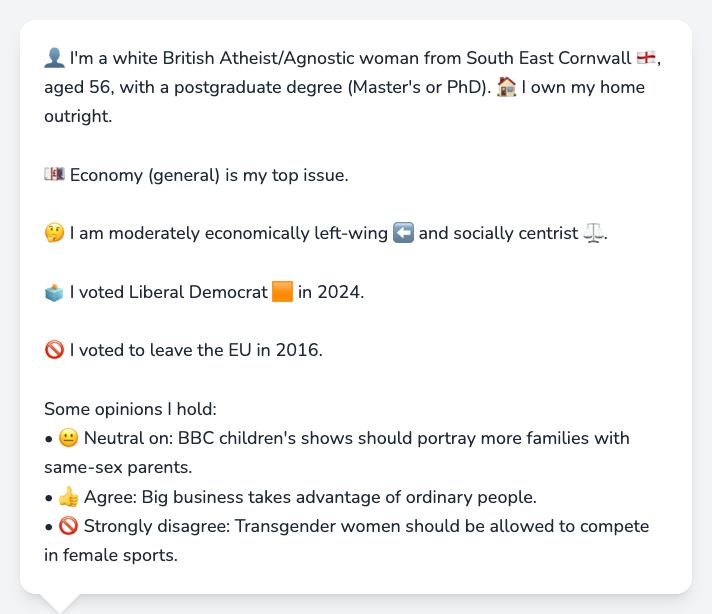 👤 I'm a white British Atheist/Agnostic woman from South East Cornwall 🏴󠁧󠁢󠁥󠁮󠁧󠁿,
aged 56, with a postgraduate degree (Master's or PhD). 🏠 I own my home
outright.
💷 Economy (general) is my top issue.
🤔 I am moderately economically left-wing ⬅️ and socially centrist ⚖️.
🗳️ I voted Liberal Democrat 🟧 in 2024.
🚫 I voted to leave the EU in 2016.
Some opinions I hold:
• 😐 Neutral on: BBC children's shows should portray more families with
same-sex parents.
• 👍 Agree: Big business takes advantage of ordinary people.
• 🚫 Strongly disagree: Transgender women should be allowed to compete
in female sports.